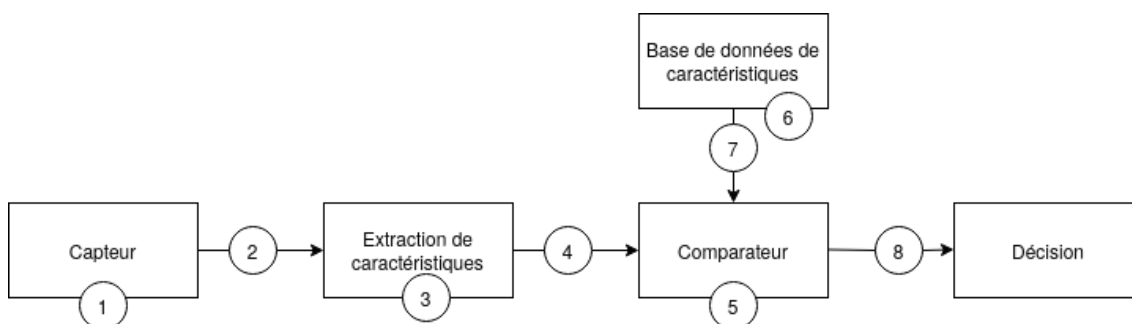 Base de données de
caractéristiques
6
7
Capteur
1
2
Extraction de
caractéristiques
3
4
Comparateur
5
8
Décision